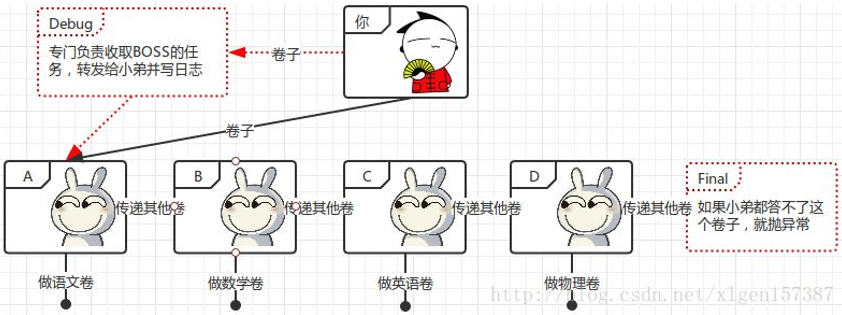 Debug
专门负责收取BOSS的任
务，转发给小弟并写日志
你
卷子
卷子
A
传递其他卷
B
传递其他卷
C
传递其他卷
D
传递其他卷
Final
如果小弟都答不了这
个卷子，就抛异常
做语文卷
做数学卷
做英语卷
做物理卷
http://blog.csdn.net/xlgen157387